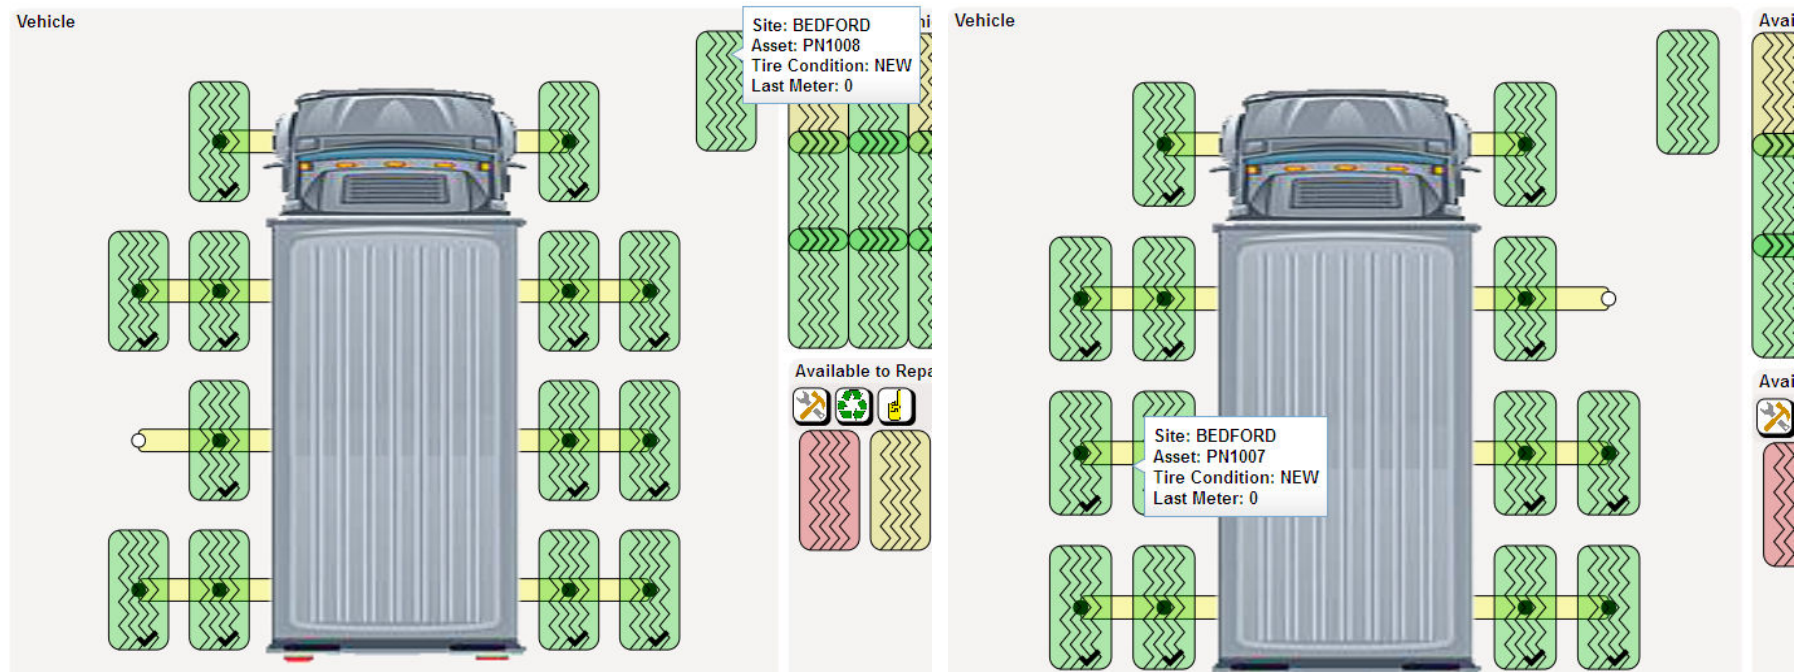 Vehicle
Site: BEDFORD
Asset: PN1008
Tire Condition: NEW
Last Meter: 0
Available to Repa
Vehicle
Avai
Site: BEDFORD
Asset: PN1007
Tire Condition: NEW
Last Meter: 0
Avai